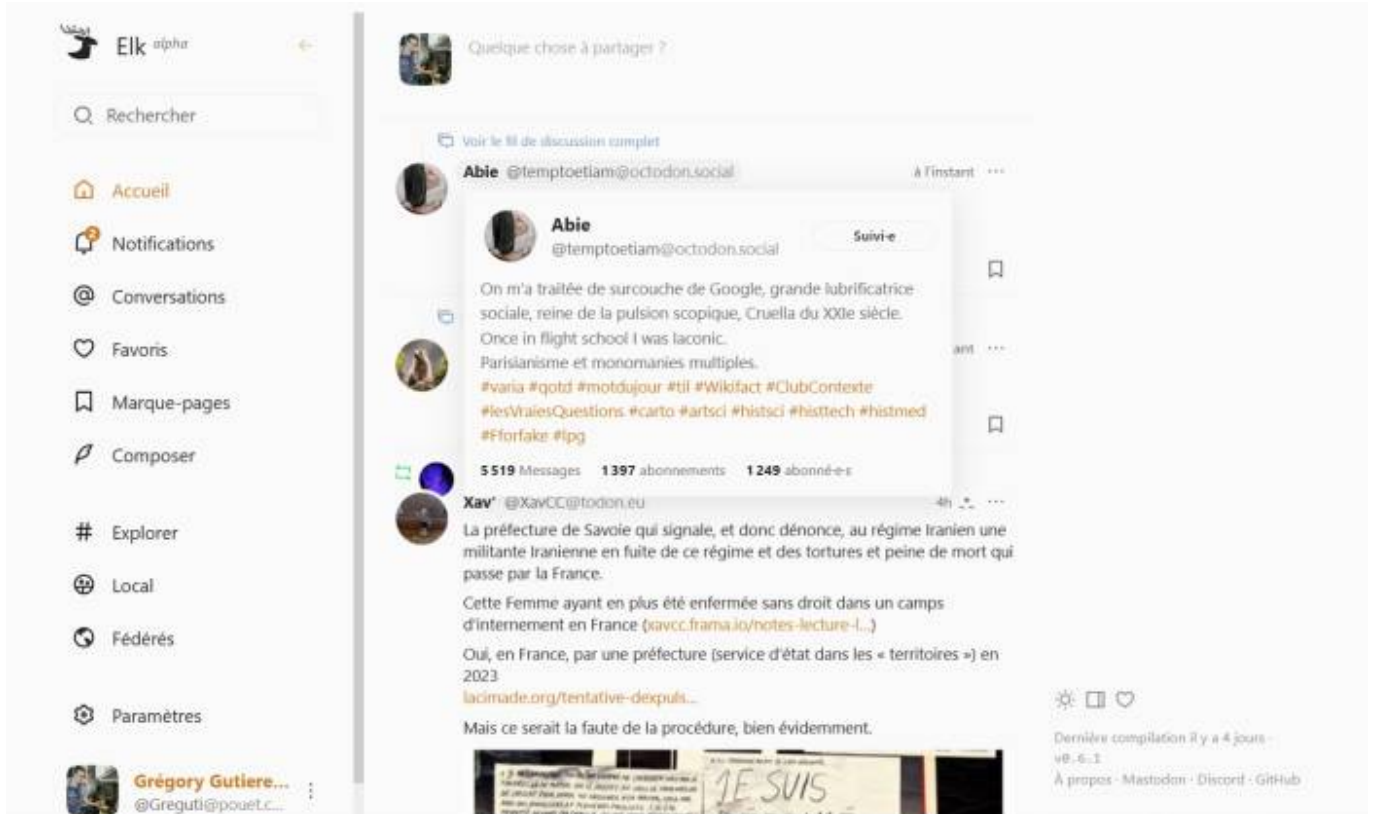 Elk alpha
Rechercher
Accueil
2
Notifications
Conversations
Favoris
Marque-pages
Composer
Explorer
Local
Fédérés
Paramètres
Grégory Gutiere...
@Greguti@pouet.c...
Quelque chose à partager ?
Voir le fil de discussion complet
Abie @temptoetiam@octodon.social à l'instant
Abie
@temptoetiam@octodon.social
Suivi·e
On m'a traitée de surcouche de Google, grande lubrificatrice
sociale, reine de la pulsion scopique, Cruella du XXIe siècle.
Once in flight school I was laconic.
Parisianisme et monomanies multiples.
#varia #qotd #motdujour #til #Wikifact #ClubContexte
#lesVraiesQuestions #carto #artsci #histsci #histtech #histmed
#Fforfake #lpg
5 519 Messages 1 397 abonnements 1 249 abonné·e·s
ant
Xav' @XavCC@todon.eu 4h
La préfecture de Savoie qui signale, et donc dénonce, au régime Iranien une
militante Iranienne en fuite de ce régime et des tortures et peine de mort qui
passe par la France.
Cette Femme ayant en plus été enfermée sans droit dans un camps
d'internement en France (xavcc.frama.io/notes-lecture-l...)
Oui, en France, par une préfecture (service d'état dans les « territoires ») en
2023
lacimade.org/tentative-dexpuls...
Mais ce serait la faute de la procédure, bien évidemment.
JE SUIS
Dernière compilation il y a 4 jours ·
v0.6.1
À propos · Mastodon · Discord · GitHub